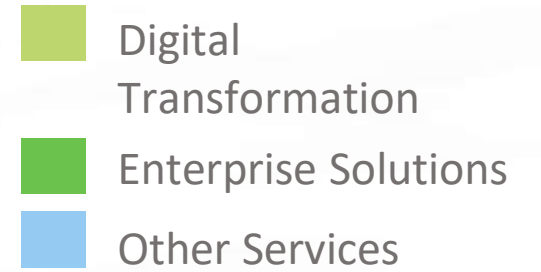 Digital
Transformation
Enterprise Solutions
Other Services